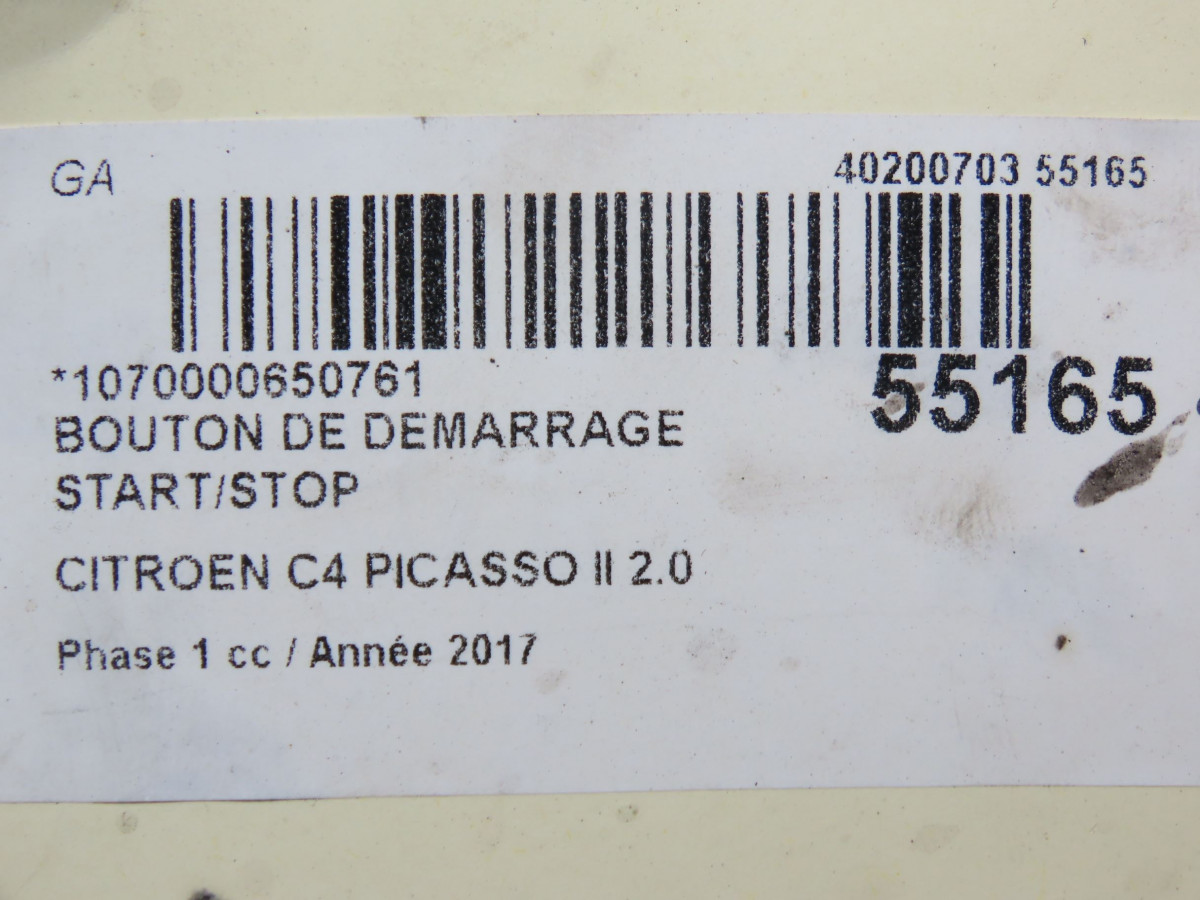 GA
40200703 55165
*1070000650761
55165
BOUTON DE DEMARRAGE
START/STOP
CITROEN C4 PICASSO II 2.0
Phase 1 cc / Année 2017